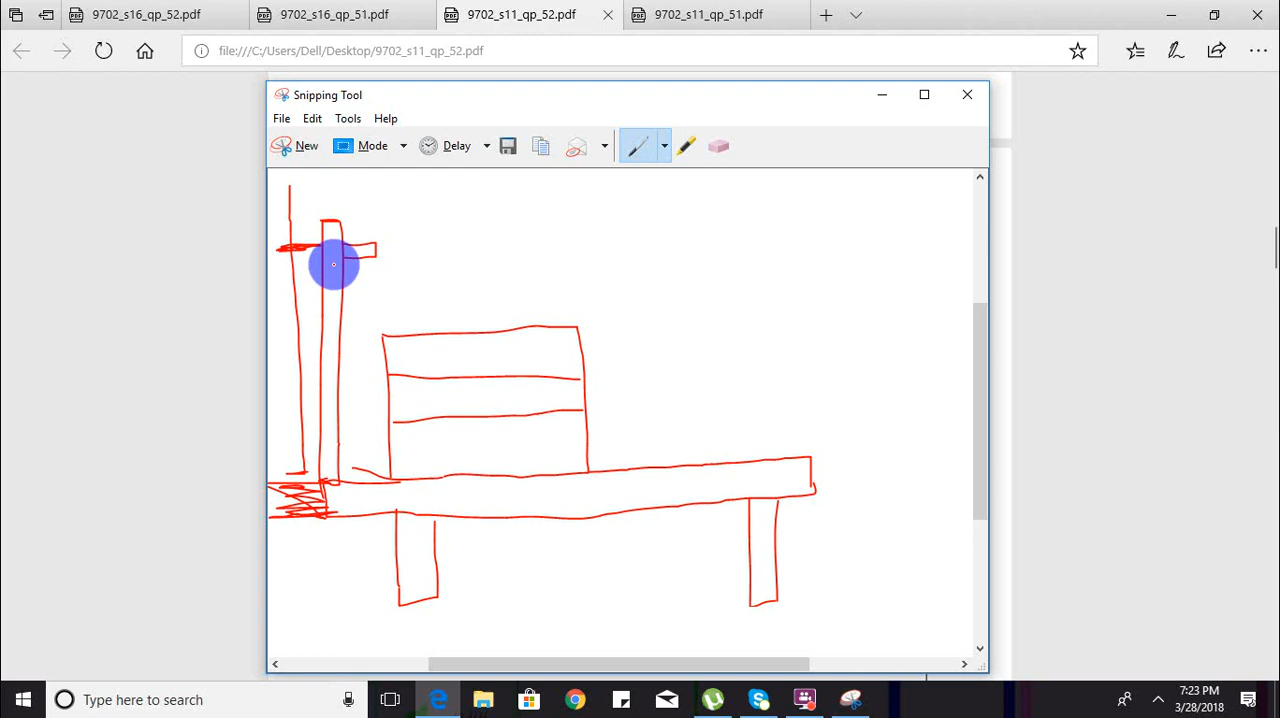 9702_s16_qp_52.pdf
9702_s16_qp_51.pdf
9702_s11_qp_52.pdf
9702_s11_qp_51.pdf
file:///C:/Users/Dell/Desktop/9702_s11_qp_52.pdf
Snipping Tool
File Edit Tools Help
New Mode Delay
Type here to search
7:23 PM
3/28/2018